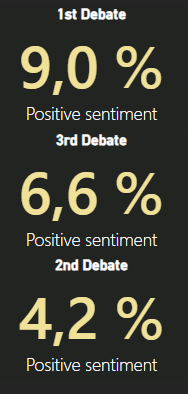 1st Debate
9,0 %
Positive sentiment
3rd Debate
6,6 %
Positive sentiment
2nd Debate
4,2 %
Positive sentiment